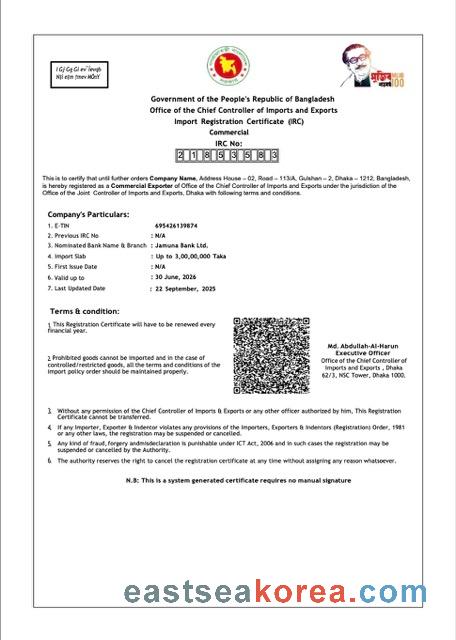 I Gj Gg GI ev¯Íevqb
Government of the People's Republic of Bangladesh
Office of the Chief Controller of Imports and Exports
Import Registration Certificate (IRC)
Commercial
IRC No:
2 1 8 5 3 5 8 3
This is to certify that until further orders Company Name, Address House – 02, Road – 113/A, Gulshan – 2, Dhaka – 1212, Bangladesh,
is hereby registered as a Commercial Exporter of Office of the Chief Controller of Imports and Exports under the jurisdiction of the
Office of the Joint Controller of Imports and Exports, Dhaka with following terms and conditions.
Company's Particulars:
1. E-TIN : 695426139874
2. Previous IRC No : N/A
3. Nominated Bank Name & Branch : Jamuna Bank Ltd.
4. Import Slab : Up to 3,00,00,000 Taka
5. First Issue Date : N/A
6. Valid up to : 30 June, 2026
7. Last Updated Date : 22 September, 2025
Terms & condition:
1. This Registration Certificate will have to be renewed every
financial year.
2. Prohibited goods cannot be imported and in the case of
controlled/restricted goods, all the terms and conditions of the
import policy order should be maintained properly.
Md. Abdullah-Al-Harun
Executive Officer
Office of the Chief Controller of
Imports and Exports , Dhaka
62/3, NSC Tower, Dhaka 1000.
3. Without any permission of the Chief Controller of Imports & Exports or any other officer authorized by him, This Registration
Certificate cannot be transferred.
4. If any Importer, Exporter & Indentor violates any provisions of the Importers, Exporters & Indentors (Registration) Order, 1981
or any other laws, the registration may be suspended or cancelled.
5. Any kind of fraud, forgery andmisdeclaration is punishable under ICT Act, 2006 and in such cases the registration may be
suspended or cancelled by the Authority.
6. The authority reserves the right to cancel the registration certificate at any time without assigning any reason whatsoever.
N.B: This is a system generated certificate requires no manual signature
eastseakorea.com